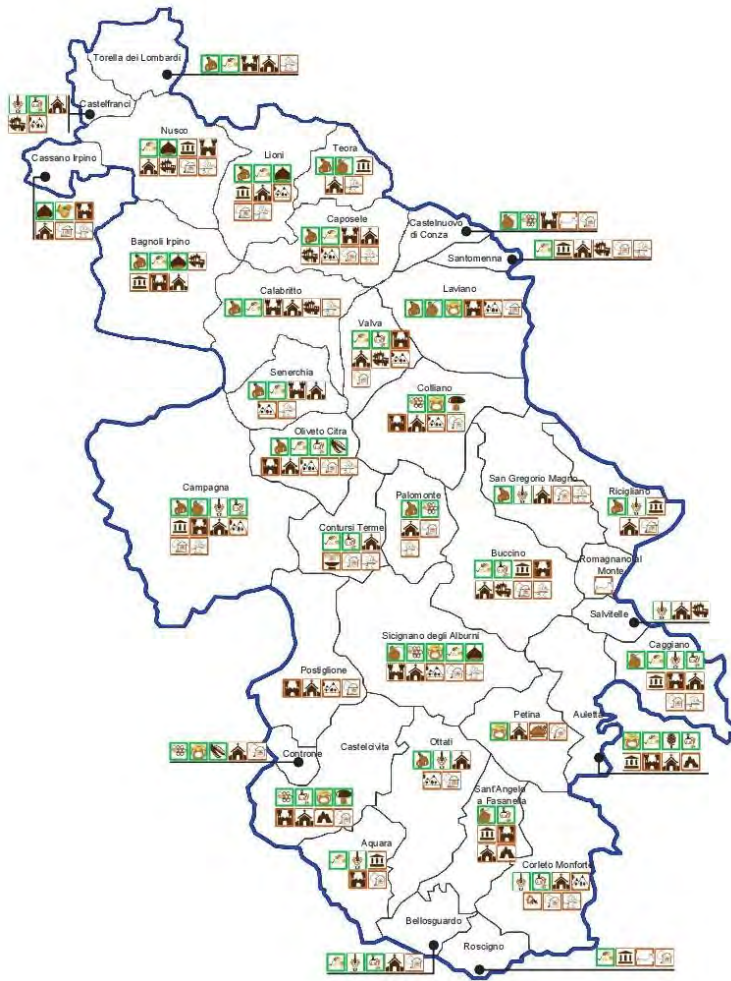 Torella dei Lombardi
Castelfranci
Nusco
Cassano Irpino
Lioni
Teora
Caposele
Castelnuovo
di Conza
Santomenna
Bagnoli Irpino
Calabritto
Laviano
Valva
Senerchia
Colliano
Oliveto Citra
Campagna
Palomonte
San Gregorio Magno
Ricigliano
Contursi Terme
Buccino
Romagnano al
Monte
Salvitelle
Sicignano degli Alburni
Caggiano
Postiglione
Petina
Auletta
Controne
Castelcivita
Ottati
Sant'Angelo
a Fasanella
Aquara
Corleto Monforte
Bellosguardo
Roscigno